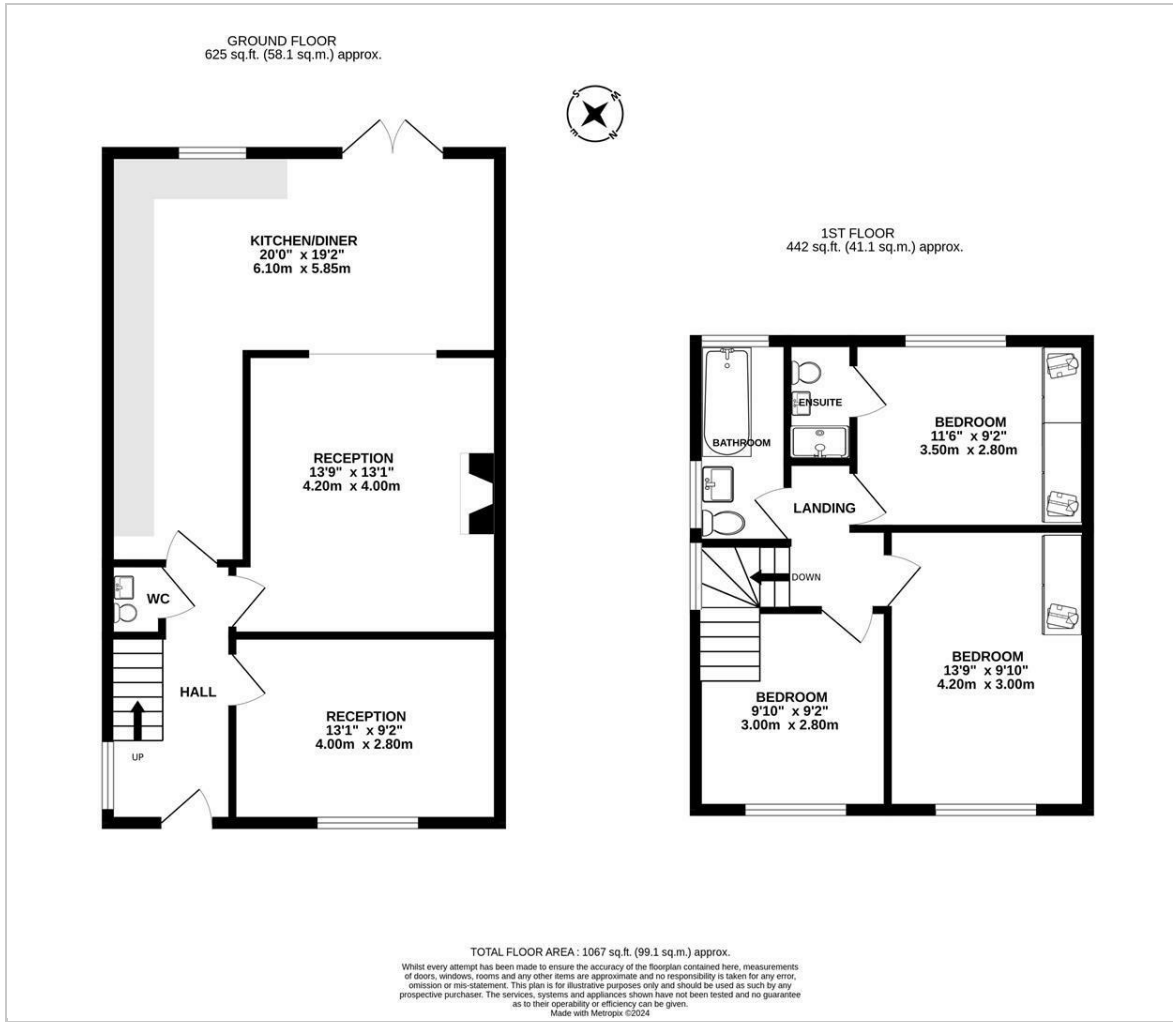 GROUND FLOOR
625 sq.ft. (58.1 sq.m.) approx.
S
W
E
N
KITCHEN/DINER
20'0" x 19'2"
6.10m x 5.85m
RECEPTION
13'9" x 13'1"
4.20m x 4.00m
WC
HALL
UP
RECEPTION
13'1" x 9'2"
4.00m x 2.80m
1ST FLOOR
442 sq.ft. (41.1 sq.m.) approx.
ENSUITE
BATHROOM
BEDROOM
11'6" x 9'2"
3.50m x 2.80m
LANDING
DOWN
BEDROOM
13'9" x 9'10"
4.20m x 3.00m
BEDROOM
9'10" x 9'2"
3.00m x 2.80m
TOTAL FLOOR AREA : 1067 sq.ft. (99.1 sq.m.) approx.
Whilst every attempt has been made to ensure the accuracy of the floorplan contained here, measurements
of doors, windows, rooms and any other items are approximate and no responsibility is taken for any error,
omission or mis-statement. This plan is for illustrative purposes only and should be used as such by any
prospective purchaser. The services, systems and appliances shown have not been tested and no guarantee
as to their operability or efficiency can be given.
Made with Metropix ©2024